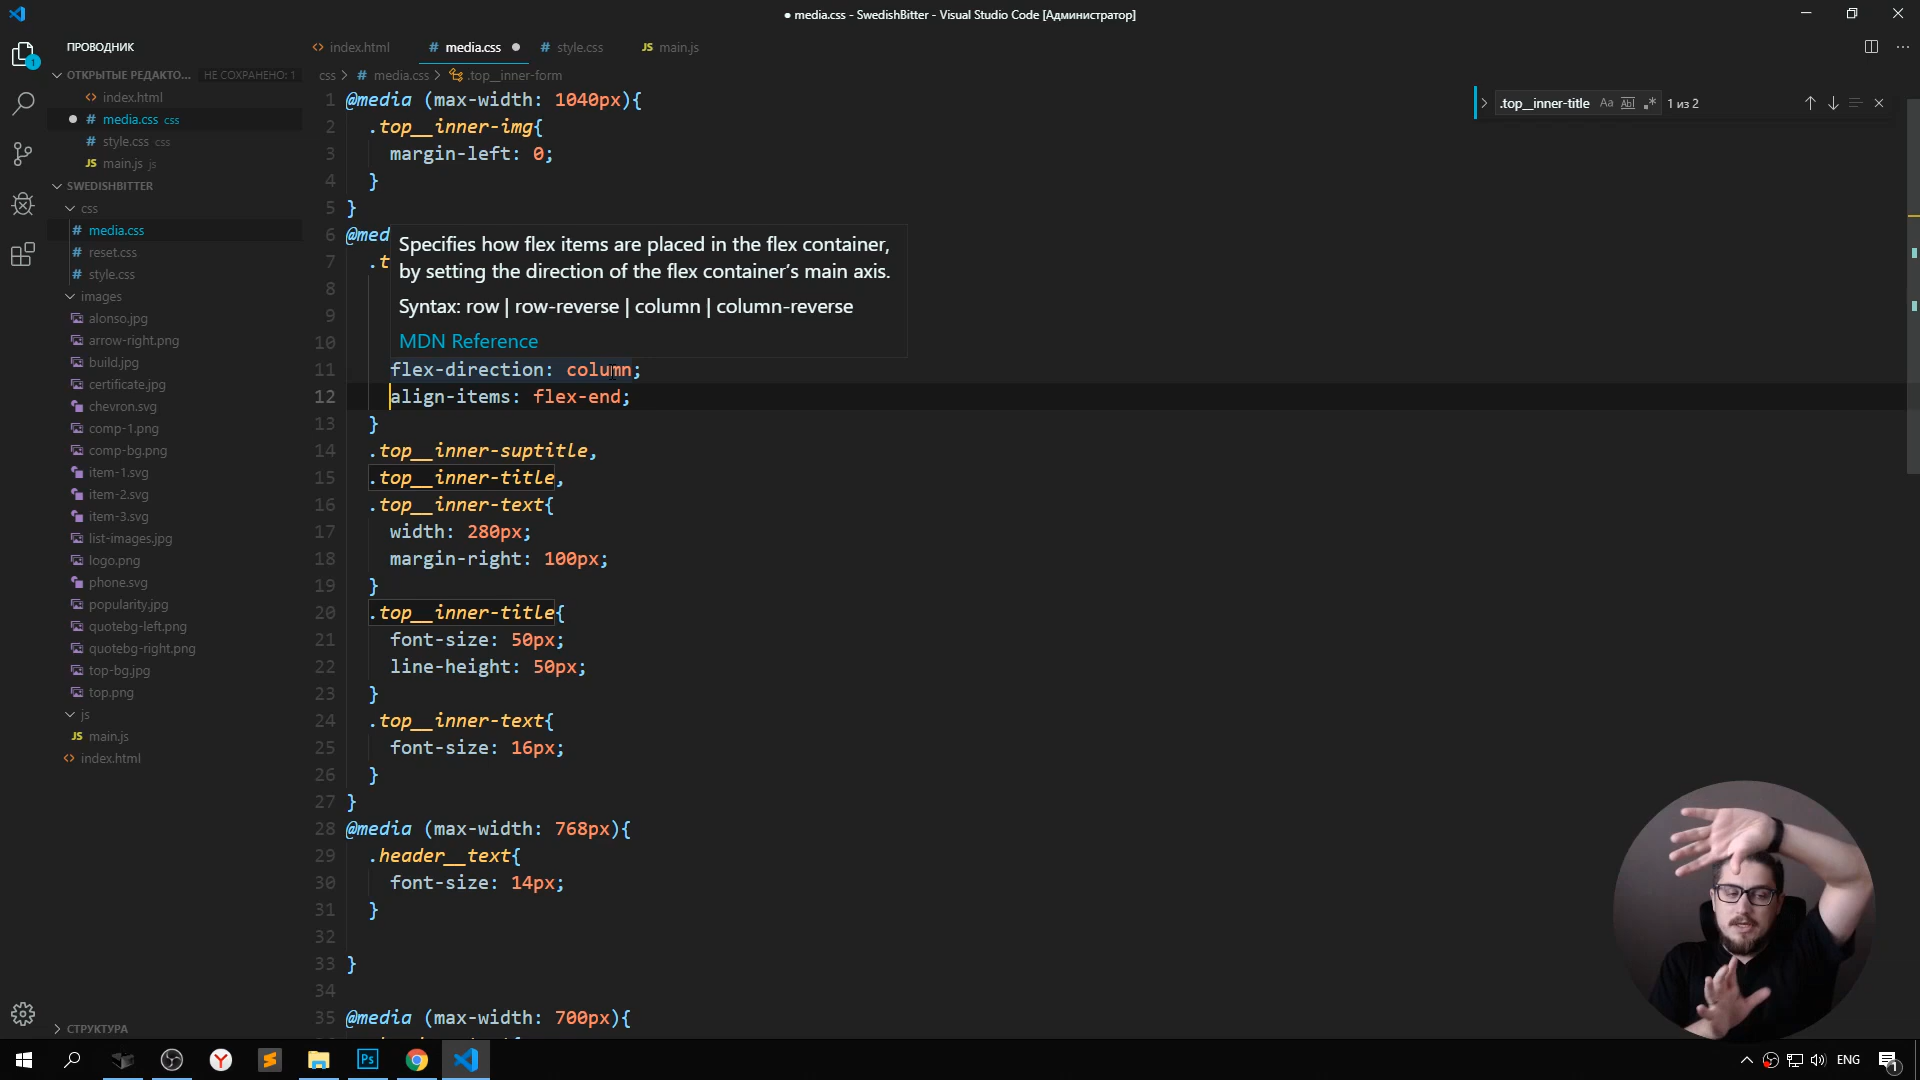 media.css - SwedishBitter - Visual Studio Code [Администратор]
ПРОВОДНИК
index.html
# media.css
# style.css
JS main.js
ОТКРЫТЫЕ РЕДАКТО... НЕ СОХРАНЕНО: 1
css > # media.css > .top__inner-form
index.html
# media.css css
# style.css css
JS main.js js
.top__inner-title Aa Abl .* 1 из 2
SWEDISHBITTER
css
# media.css
# reset.css
# style.css
images
alonso.jpg
arrow-right.png
build.jpg
certificate.jpg
chevron.svg
comp-1.png
comp-bg.png
item-1.svg
item-2.svg
item-3.svg
list-images.jpg
logo.png
phone.svg
popularity.jpg
quotebg-left.png
quotebg-right.png
top-bg.jpg
top.png
js
JS main.js
index.html
СТРУКТУРА
1 @media (max-width: 1040px){
2 .top__inner-img{
3 margin-left: 0;
4 }
5 }
6 @med
7 .t
8
9
10
Specifies how flex items are placed in the flex container,
by setting the direction of the flex container's main axis.
Syntax: row | row-reverse | column | column-reverse
MDN Reference
11 flex-direction: column;
12 align-items: flex-end;
13 }
14 .top__inner-suptitle,
15 .top__inner-title,
16 .top__inner-text{
17 width: 280px;
18 margin-right: 100px;
19 }
20 .top__inner-title{
21 font-size: 50px;
22 line-height: 50px;
23 }
24 .top__inner-text{
25 font-size: 16px;
26 }
27 }
28 @media (max-width: 768px){
29 .header__text{
30 font-size: 14px;
31 }
32
33 }
34
35 @media (max-width: 700px){
1
Y
Ps
ENG
1